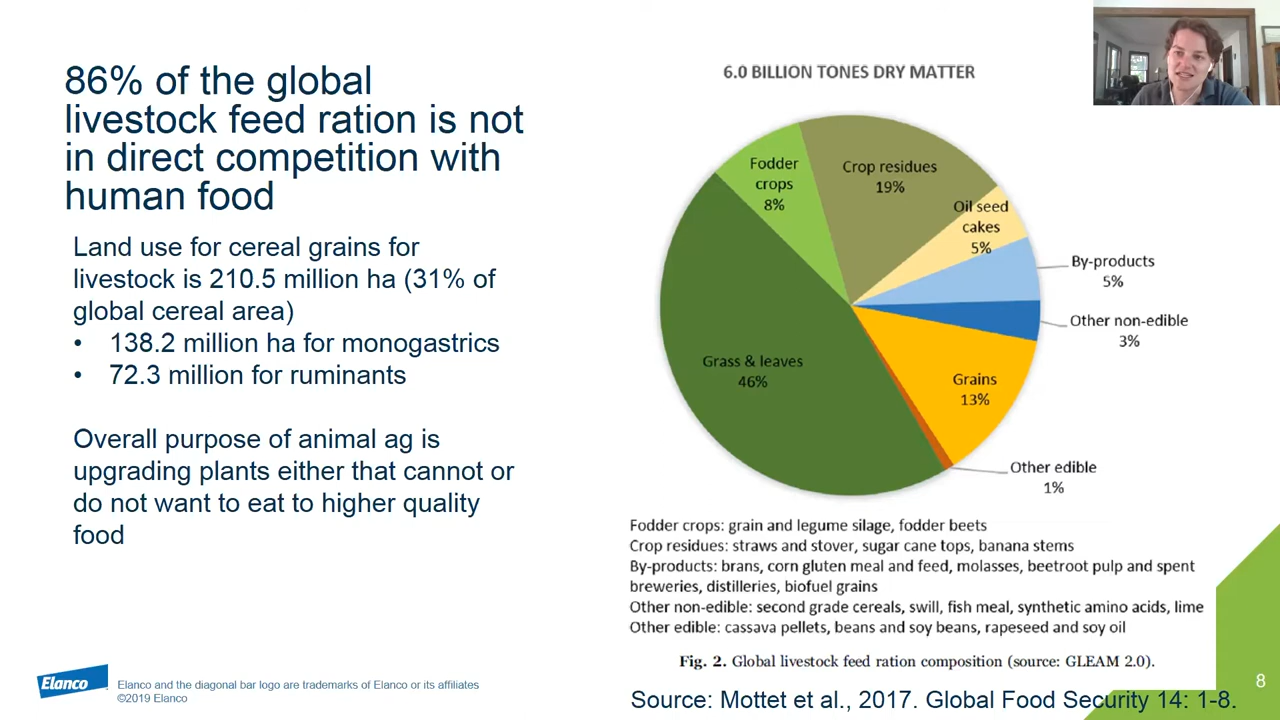 86% of the global
livestock feed ration is not
in direct competition with
human food
Land use for cereal grains for
livestock is 210.5 million ha (31% of
global cereal area)
• 138.2 million ha for monogastrics
• 72.3 million for ruminants
Overall purpose of animal ag is
upgrading plants either that cannot or
do not want to eat to higher quality
food
6.0 BILLION TONES DRY MATTER
Fodder
crops
8%
Crop residues
19%
Oil seed
cakes
5%
By-products
5%
Other non-edible
3%
Grass & leaves
46%
Grains
13%
Other edible
1%
Fodder crops: grain and legume silage, fodder beets
Crop residues: straws and stover, sugar cane tops, banana stems
By-products: brans, corn gluten meal and feed, molasses, beetroot pulp and spent
breweries, distilleries, biofuel grains
Other non-edible: second grade cereals, swill, fish meal, synthetic amino acids, lime
Other edible: cassava pellets, beans and soy beans, rapeseed and soy oil
Fig. 2. Global livestock feed ration composition (source: GLEAM 2.0).
Source: Mottet et al., 2017. Global Food Security 14: 1-8.
Elanco
Elanco and the diagonal bar logo are trademarks of Elanco or its affiliates
©2019 Elanco
8